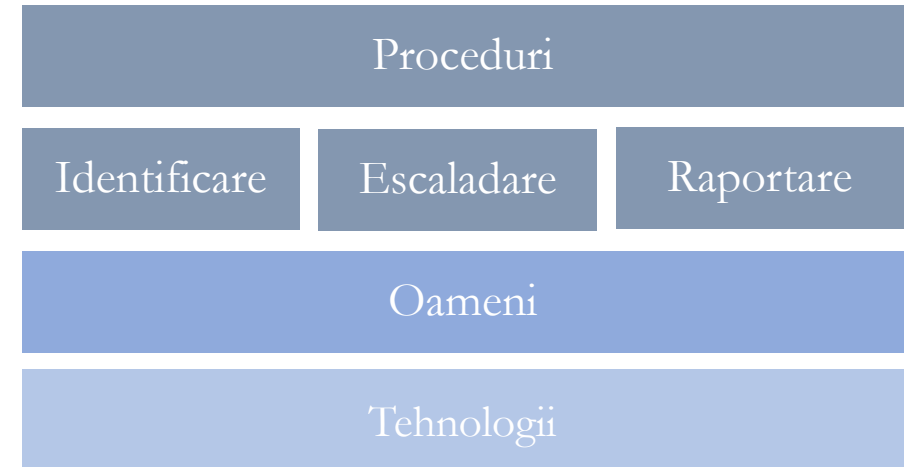 Proceduri
Identificare
Escaladare
Raportare
Oameni
Tehnologii